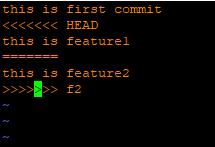 this is first commit
<<<<<<< HEAD
this is feature1
=======
this is feature2
>>>>>>> f2
~
~
~